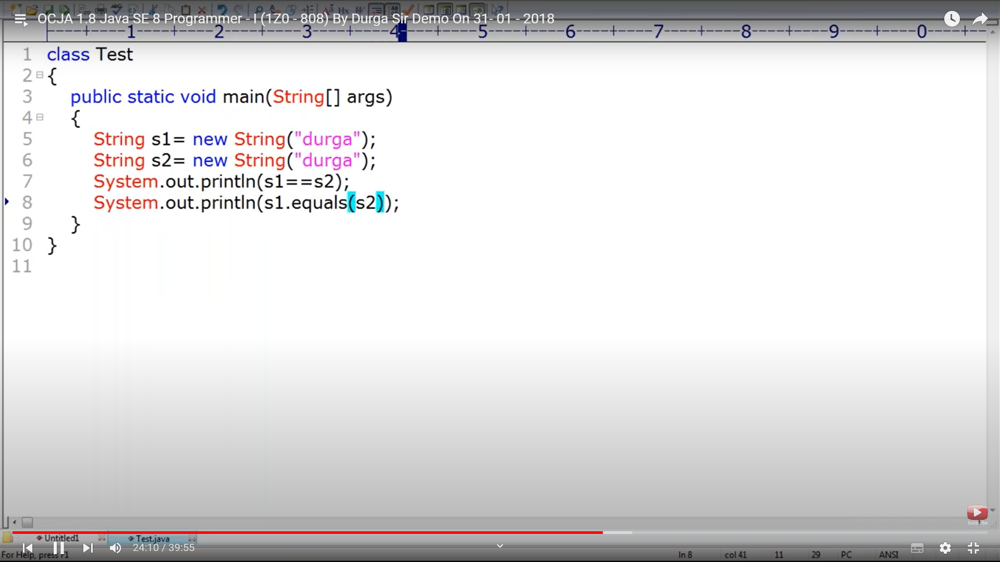 OCJA 1.8 Java SE 8 Programmer - I (1Z0 - 808) By Durga Sir Demo On 31- 01 - 2018
----+----1----+----2----+----3----+----4----+----5----+----6----+----7----+----8----+----9----+----0----+--
1 class Test
2 {
3 public static void main(String[] args)
4 {
5 String s1= new String("durga");
6 String s2= new String("durga");
7 System.out.println(s1==s2);
8 System.out.println(s1.equals(s2));
9 }
10 }
11
Subscribe
Untitled1 Test.java
24:10 / 39:55
For Help, press F1 ln 8 col 41 11 29 PC ANSI